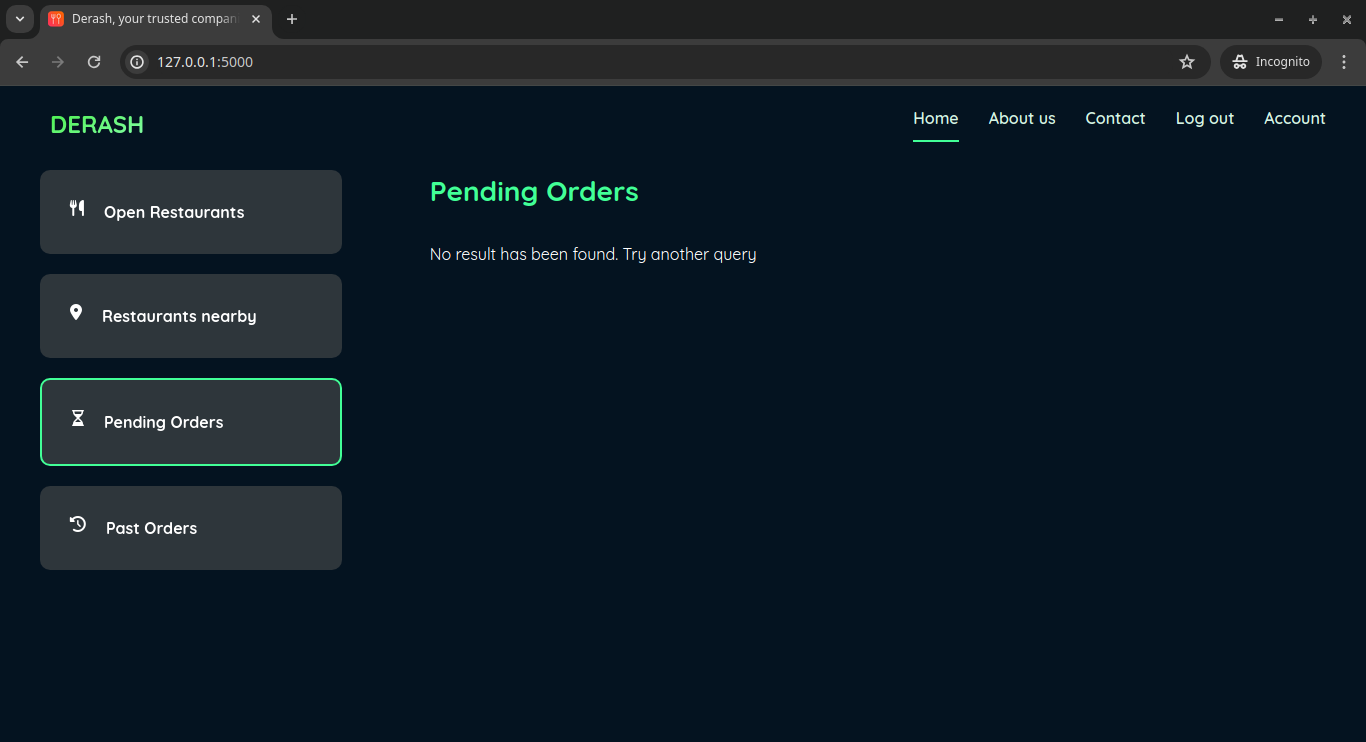 Derash, your trusted compan
127.0.0.1:5000
Incognito
DERASH
Home
About us
Contact
Log out
Account
Open Restaurants
Restaurants nearby
Pending Orders
Past Orders
Pending Orders
No result has been found. Try another query